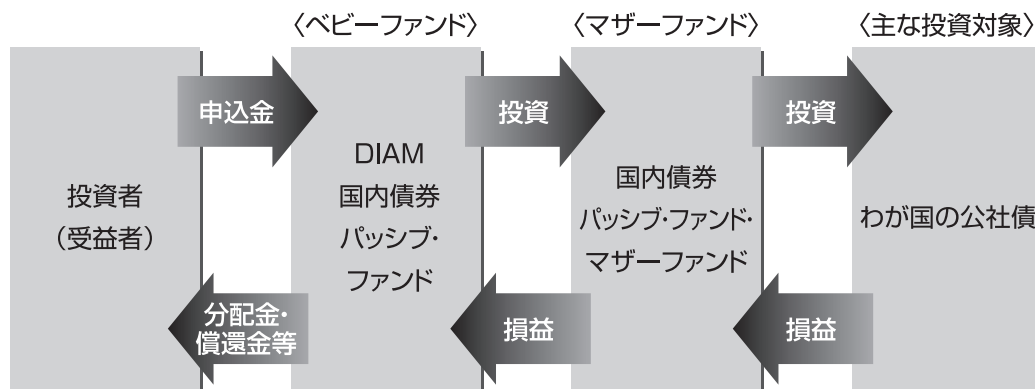 〈ベビーファンド〉
〈マザーファンド〉
〈主な投資対象〉
申込金
投資
投資
投資者
（受益者）
DIAM
国内債券
パッシブ・
ファンド
国内債券
パッシブ・ファンド・
マザーファンド
わが国の公社債
分配金・
償還金等
損益
損益